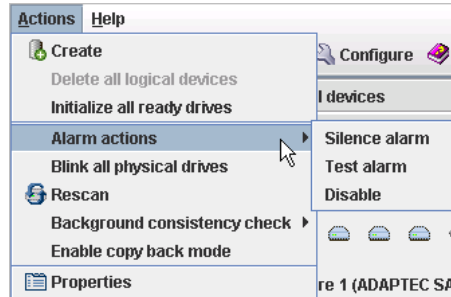 Actions Help
Create
Configure
Delete all logical devices
Initialize all ready drives
l devices
Alarm actions
Silence alarm
Blink all physical drives
Test alarm
Rescan
Disable
Background consistency check
Enable copy back mode
Properties
re 1 (ADAPTEC SA